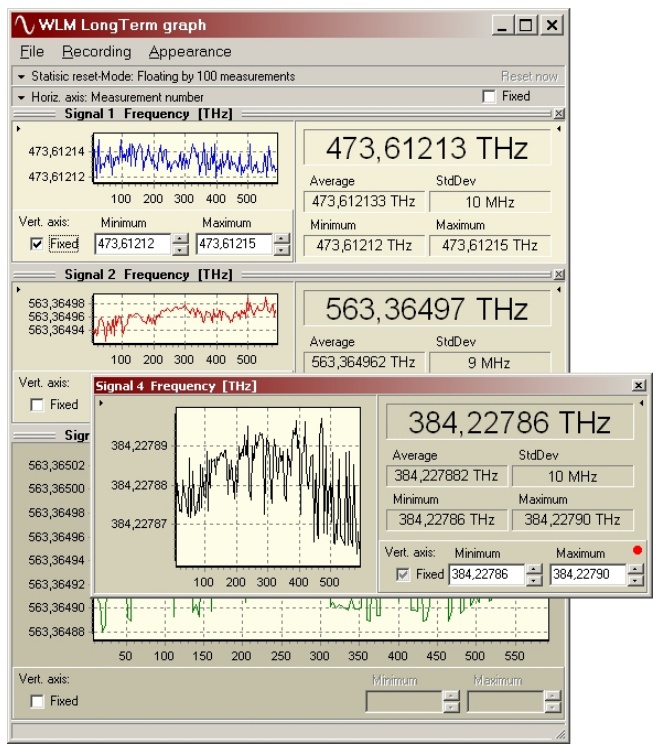 WLM LongTerm graph
File Recording Appearance
Statisic reset-Mode: Floating by 100 measurements Reset now
Horiz. axis: Measurement number Fixed
Signal 1 Frequency [THz]
473,61214
473,61212
100 200 300 400 500
473,61213 THz
Average StdDev
473,612133 THz 10 MHz
Minimum Maximum
473,61212 THz 473,61215 THz
Vert. axis: Minimum Maximum
Fixed 473,61212 473,61215
Signal 2 Frequency [THz]
563,36498
563,36496
563,36494
100 200 300 400 500
563,36497 THz
Average StdDev
563,364962 THz 9 MHz
Vert. axis:
Fixed
Signal 4 Frequency [THz]
384,22789
384,22788
384,22787
100 200 300 400 500
384,22786 THz
Average StdDev
384,227882 THz 10 MHz
Minimum Maximum
384,22786 THz 384,22790 THz
Vert. axis: Minimum Maximum
Fixed 384,22786 384,22790
563,36502
563,36500
563,36498
563,36496
563,36494
563,36492
563,36490
563,36488
50 100 150 200 250 300 350 400 450 500 550
Vert. axis: Minimum Maximum
Fixed